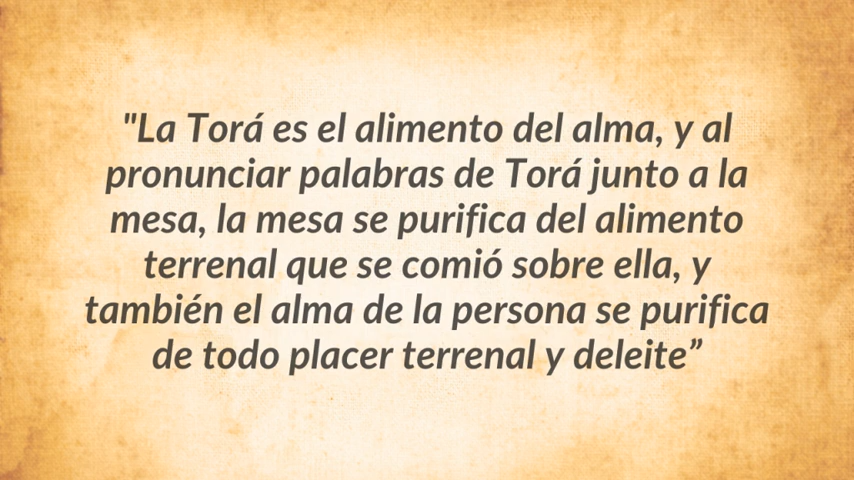 "La Torá es el alimento del alma, y al
pronunciar palabras de Torá junto a la
mesa, la mesa se purifica del alimento
terrenal que se comió sobre ella, y
también el alma de la persona se purifica
de todo placer terrenal y deleite”